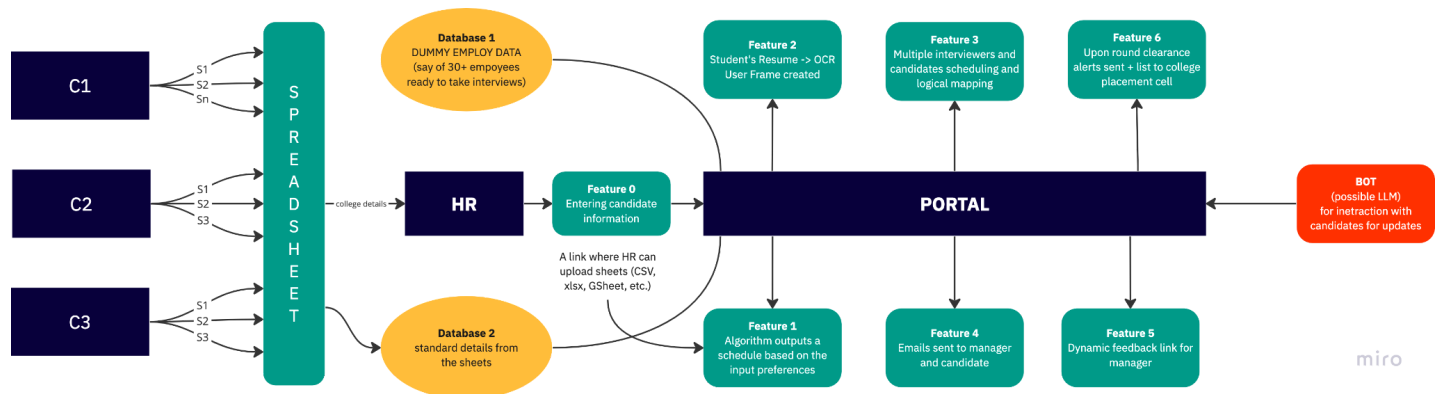 C1
S1
S2
Sn
C2
S1
S2
S3
C3
S1
S2
S3
SPREADSHEET
Database 1
DUMMY EMPLOY DATA
(say of 30+ empoyees
ready to take interviews)
college details
HR
Feature 0
Entering candidate
information
A link where HR can
upload sheets (CSV,
xlsx, GSheet, etc.)
Database 2
standard details from
the sheets
Feature 2
Student's Resume -> OCR
User Frame created
Feature 3
Multiple interviewers and
candidates scheduling and
logical mapping
Feature 6
Upon round clearance
alerts sent + list to college
placement cell
PORTAL
BOT
(possible LLM)
for inetraction with
candidates for updates
Feature 1
Algorithm outputs a
schedule based on the
input preferences
Feature 4
Emails sent to manager
and candidate
Feature 5
Dynamic feedback link for
manager
miro